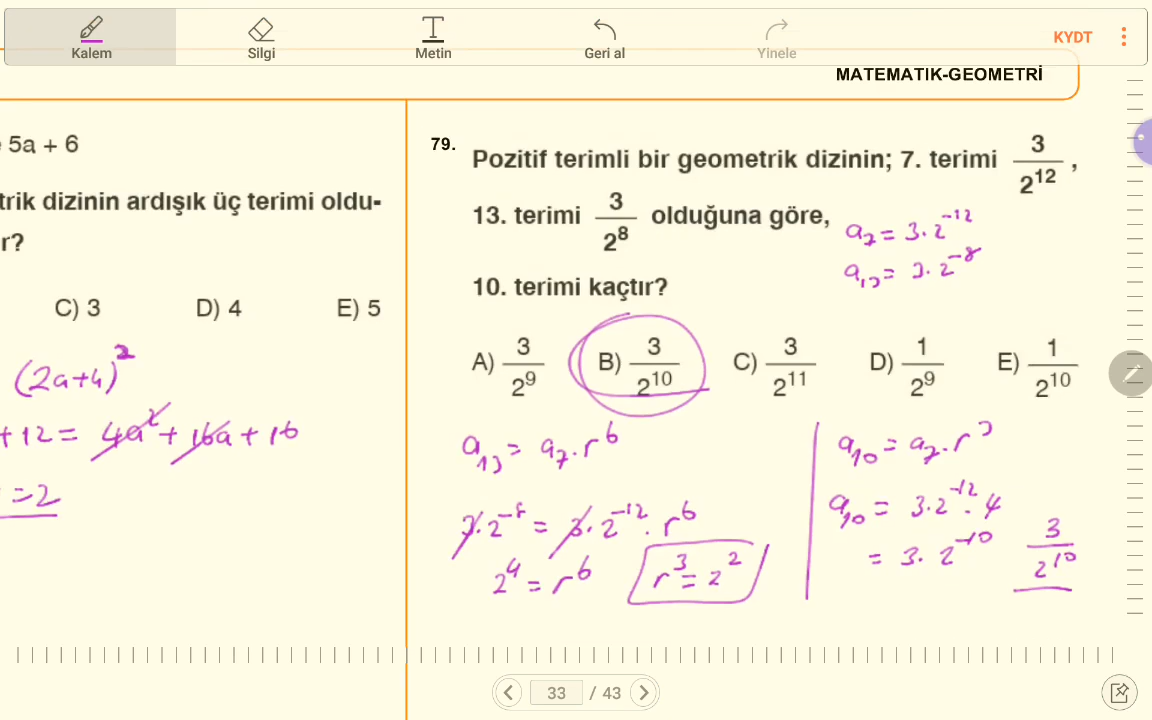 Kalem Silgi Metin Geri al Yinele KYDT
MATEMATIK-GEOMETRİ
5a + 6
trik dizinin ardışık üç terimi oldu-
r?
C) 3 D) 4 E) 5
(2a+4)²
+12 = 4a² + 16a + 16
=2
79. Pozitif terimli bir geometrik dizinin; 7. terimi 3/2¹²,
13. terimi 3/2⁸ olduğuna göre,
10. terimi kaçtır?
a₇ = 3.2⁻¹²
a₁₃ = 3.2⁻⁸
A) 3/2⁹ B) 3/2¹⁰ C) 3/2¹¹ D) 1/2⁹ E) 1/2¹⁰
a₁₃ = a₇.r⁶
3.2⁻⁸ = 3.2⁻¹².r⁶
2⁴ = r⁶ r³ = 2²
a₁₀ = a₇.r³
a₁₀ = 3.2⁻¹².4
= 3.2⁻¹⁰ 3/2¹⁰
33 / 43